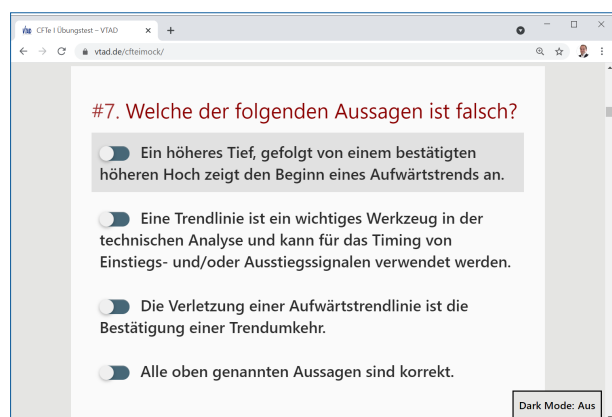 CFTe I Übungstest – VTAD
vtad.de/cfteimock/
#7. Welche der folgenden Aussagen ist falsch?
Ein höheres Tief, gefolgt von einem bestätigten
höheren Hoch zeigt den Beginn eines Aufwärtstrends an.
Eine Trendlinie ist ein wichtiges Werkzeug in der
technischen Analyse und kann für das Timing von
Einstiegs- und/oder Ausstiegssignalen verwendet werden.
Die Verletzung einer Aufwärtstrendlinie ist die
Bestätigung einer Trendumkehr.
Alle oben genannten Aussagen sind korrekt.
Dark Mode: Aus